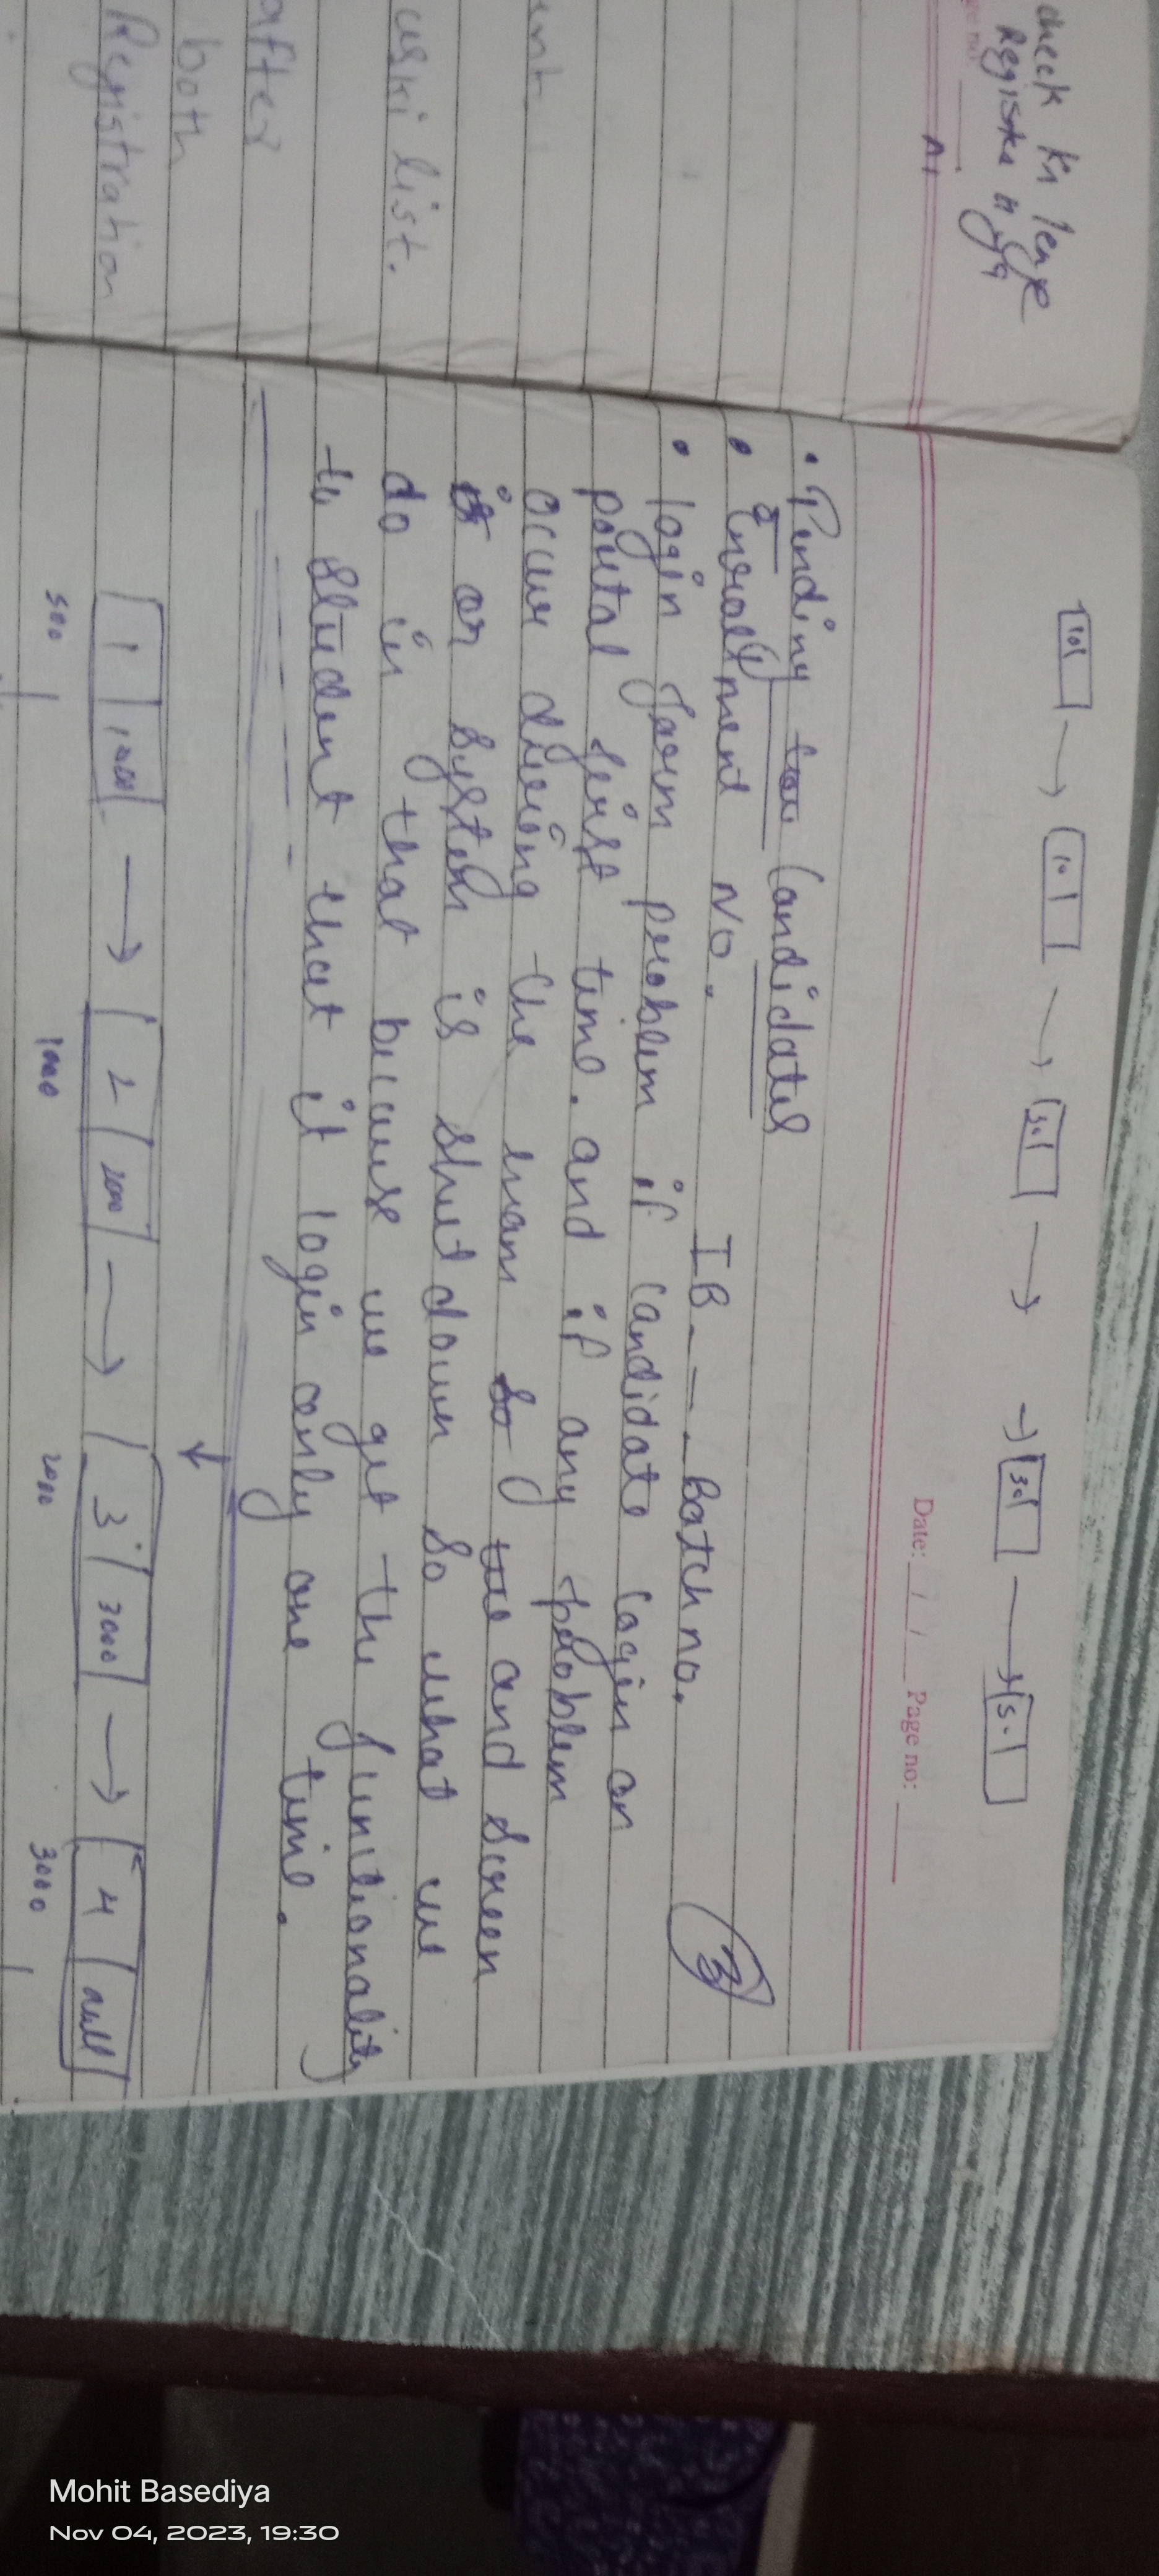 check Kr lenge
Registra n ya
ge no.
A1
ent
uski list.
after
both
Registration
10
10
30
30
50
Date: / / Page no:
• Pending Candidates
• Enrollment No. IB - - - Batch no.
3
• login form problem if candidate login on
portal first time. and if any problem
occur during the exam so and screen
is or system is shut down so what we
do in that because we get the functionality
to student that it login only one time.
1 1000 2 2000 3 3000 4 null
500 1000 2000 3000
Mohit Basediya
Nov 04, 2023, 19:30